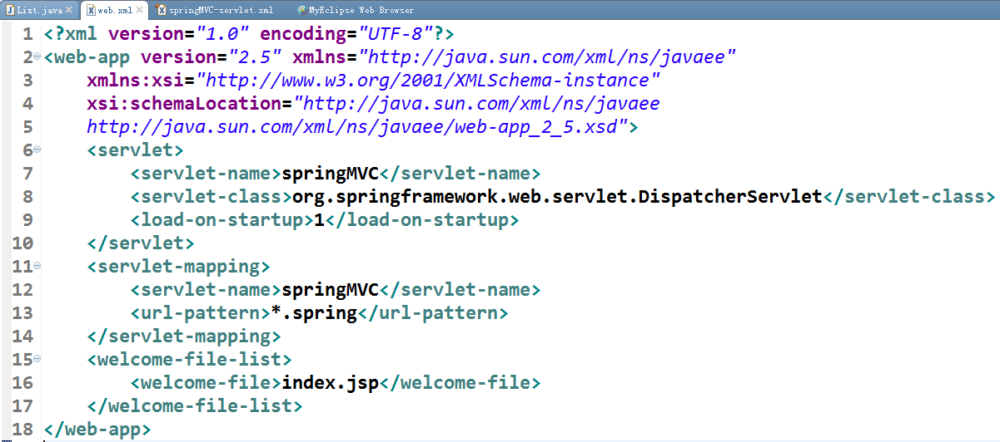 List.java web.xml springMVC-servlet.xml MyEclipse Web Browser
1 <?xml version="1.0" encoding="UTF-8"?>
2 <web-app version="2.5" xmlns="http://java.sun.com/xml/ns/javaee"
3 xmlns:xsi="http://www.w3.org/2001/XMLSchema-instance"
4 xsi:schemaLocation="http://java.sun.com/xml/ns/javaee
5 http://java.sun.com/xml/ns/javaee/web-app_2_5.xsd">
6 <servlet>
7 <servlet-name>springMVC</servlet-name>
8 <servlet-class>org.springframework.web.servlet.DispatcherServlet</servlet-class>
9 <load-on-startup>1</load-on-startup>
10 </servlet>
11 <servlet-mapping>
12 <servlet-name>springMVC</servlet-name>
13 <url-pattern>*.spring</url-pattern>
14 </servlet-mapping>
15 <welcome-file-list>
16 <welcome-file>index.jsp</welcome-file>
17 </welcome-file-list>
18 </web-app>